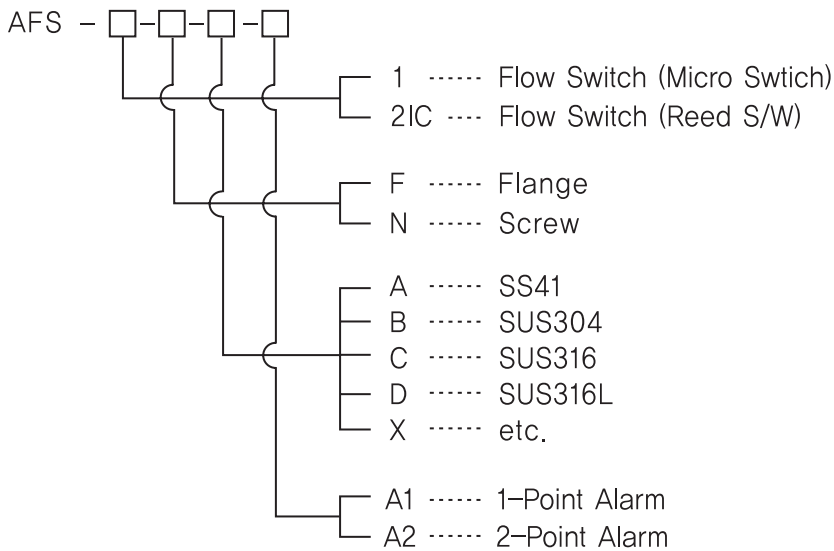 AFS - □-□-□-□
1 ------ Flow Switch (Micro Swtich)
2IC ---- Flow Switch (Reed S/W)
F ------ Flange
N ------ Screw
A ------ SS41
B ------ SUS304
C ------ SUS316
D ------ SUS316L
X ------ etc.
A1 ------ 1-Point Alarm
A2 ------ 2-Point Alarm